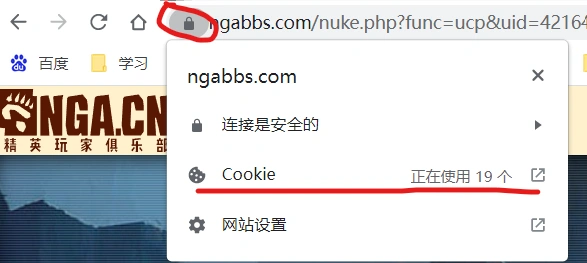 ngabbs.com/nuke.php?func=ucp&uid=42164
百度
学习
ngabbs.com
NGA.CN
精英玩家俱乐部
连接是安全的
Cookie 正在使用 19 个
网站设置